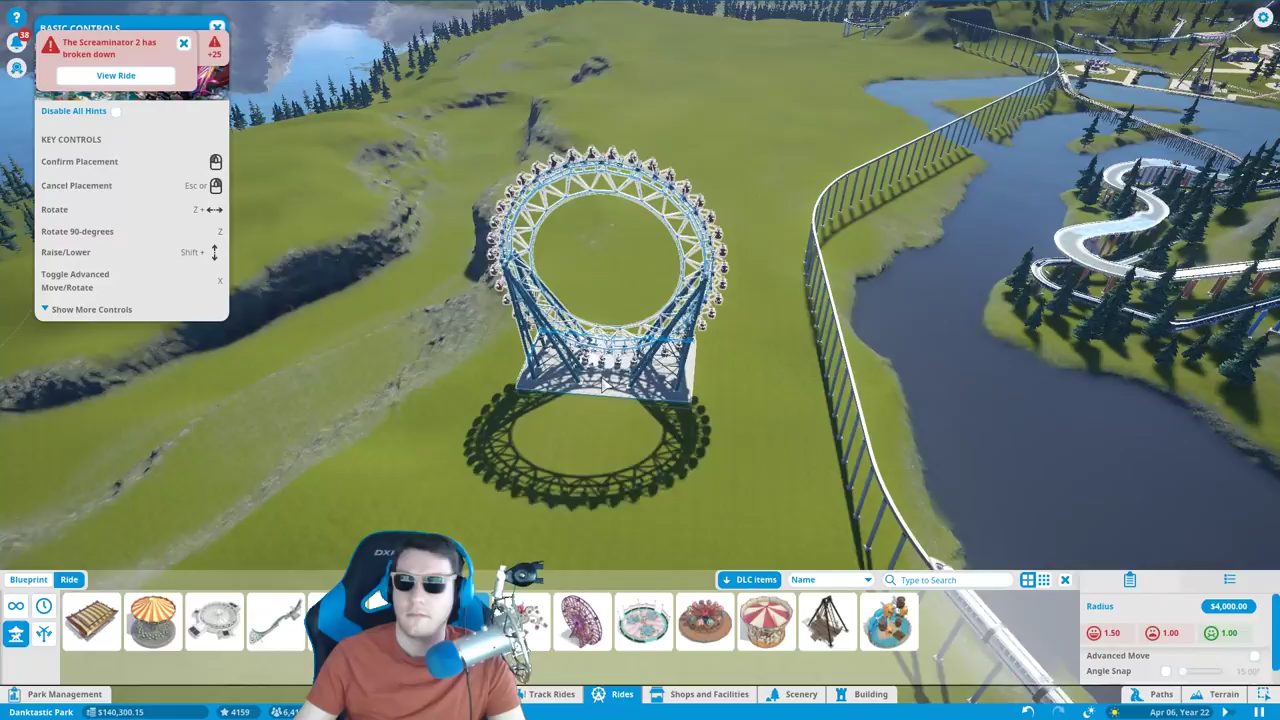 BASIC CONTROLS
38
The Screaminator 2 has
broken down
+25
View Ride
Disable All Hints
KEY CONTROLS
Confirm Placement
Cancel Placement Esc or
Rotate Z +
Rotate 90-degrees Z
Raise/Lower Shift +
Toggle Advanced
Move/Rotate X
Show More Controls
Blueprint Ride
DLC items Name Type to Search
Radius $4,000.00
1.50 1.00 1.00
Advanced Move
Angle Snap 15.00°
Park Management Track Rides Rides Shops and Facilities Scenery Building Paths Terrain
Danktastic Park $140,300.15 4159 Apr 06, Year 22